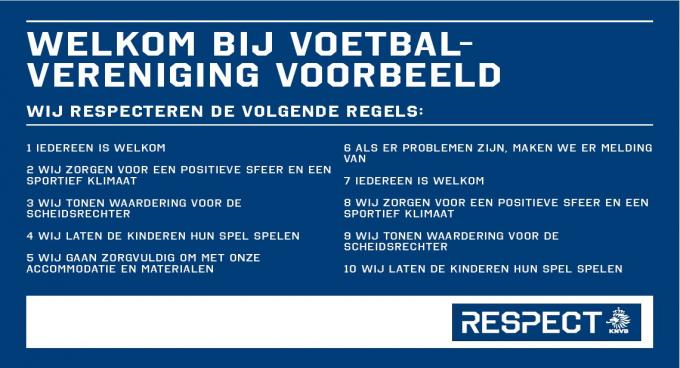 WELKOM BIJ VOETBAL-
VERENIGING VOORBEELD
WIJ RESPECTEREN DE VOLGENDE REGELS:
1 IEDEREEN IS WELKOM
2 WIJ ZORGEN VOOR EEN POSITIEVE SFEER EN EEN
SPORTIEF KLIMAAT
3 WIJ TONEN WAARDERING VOOR DE
SCHEIDSRECHTER
4 WIJ LATEN DE KINDEREN HUN SPEL SPELEN
5 WIJ GAAN ZORGVULDIG OM MET ONZE
ACCOMMODATIE EN MATERIALEN
6 ALS ER PROBLEMEN ZIJN, MAKEN WE ER MELDING
VAN
7 IEDEREEN IS WELKOM
8 WIJ ZORGEN VOOR EEN POSITIEVE SFEER EN EEN
SPORTIEF KLIMAAT
9 WIJ TONEN WAARDERING VOOR DE
SCHEIDSRECHTER
10 WIJ LATEN DE KINDEREN HUN SPEL SPELEN
RESPECT
KNVB